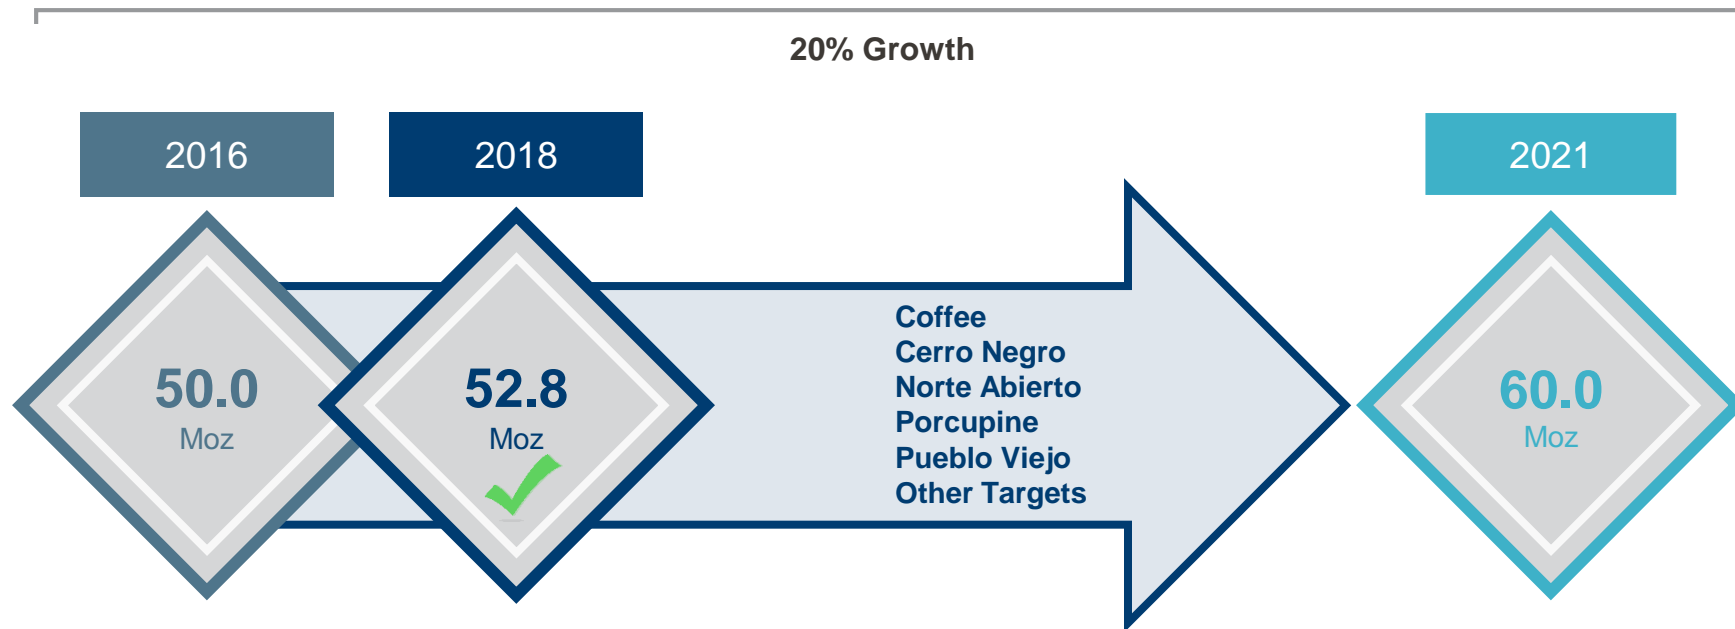 20% Growth
2016
2018
2021
50.0
Moz
52.8
Moz
Coffee
Cerro Negro
Norte Abierto
Porcupine
Pueblo Viejo
Other Targets
60.0
Moz